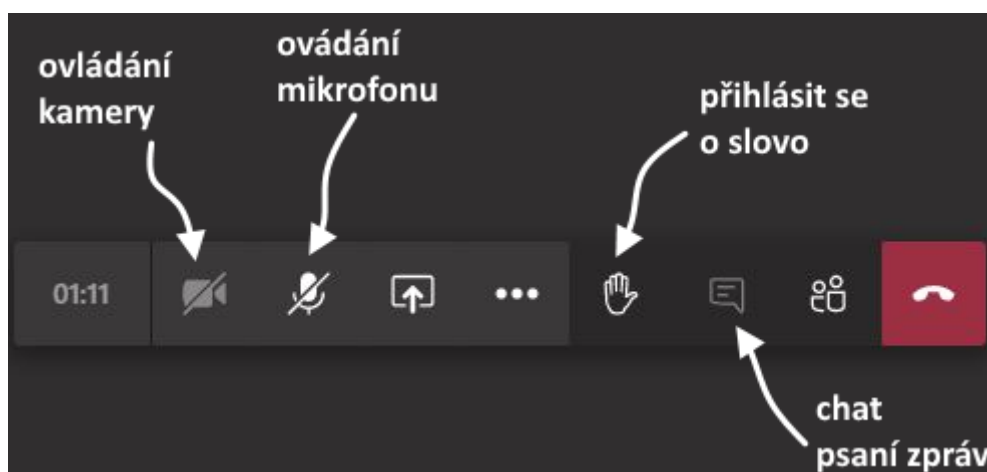 ovládání
kamery
ovádání
mikrofonu
přihlásit se
o slovo
01:11
chat
psaní zpráv